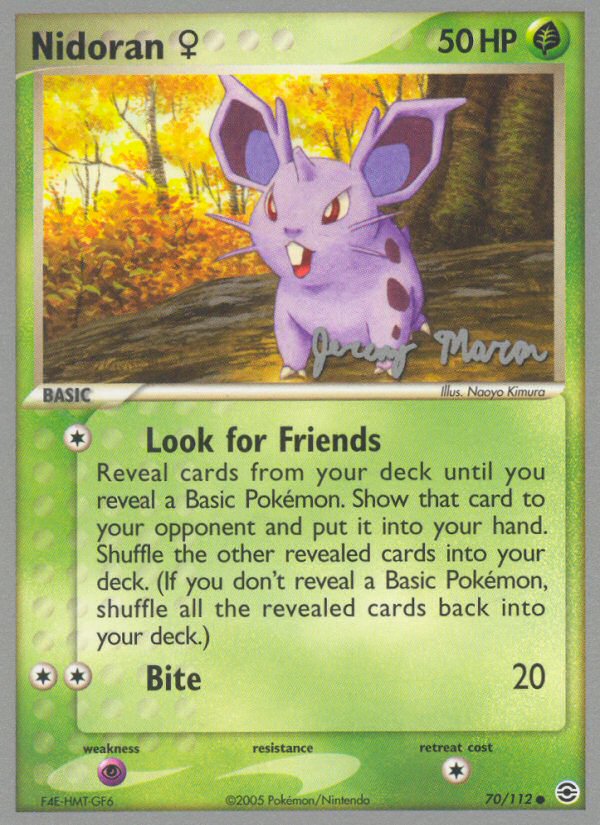 Nidoran ♀ 50 HP
Jeremy Maron
BASIC Illus. Naoyo Kimura
Look for Friends
Reveal cards from your deck until you
reveal a Basic Pokémon. Show that card to
your opponent and put it into your hand.
Shuffle the other revealed cards into your
deck. (If you don't reveal a Basic Pokémon,
shuffle all the revealed cards back into
your deck.)
Bite 20
weakness resistance retreat cost
F4E-HMT-GF6 ©2005 Pokémon/Nintendo 70/112